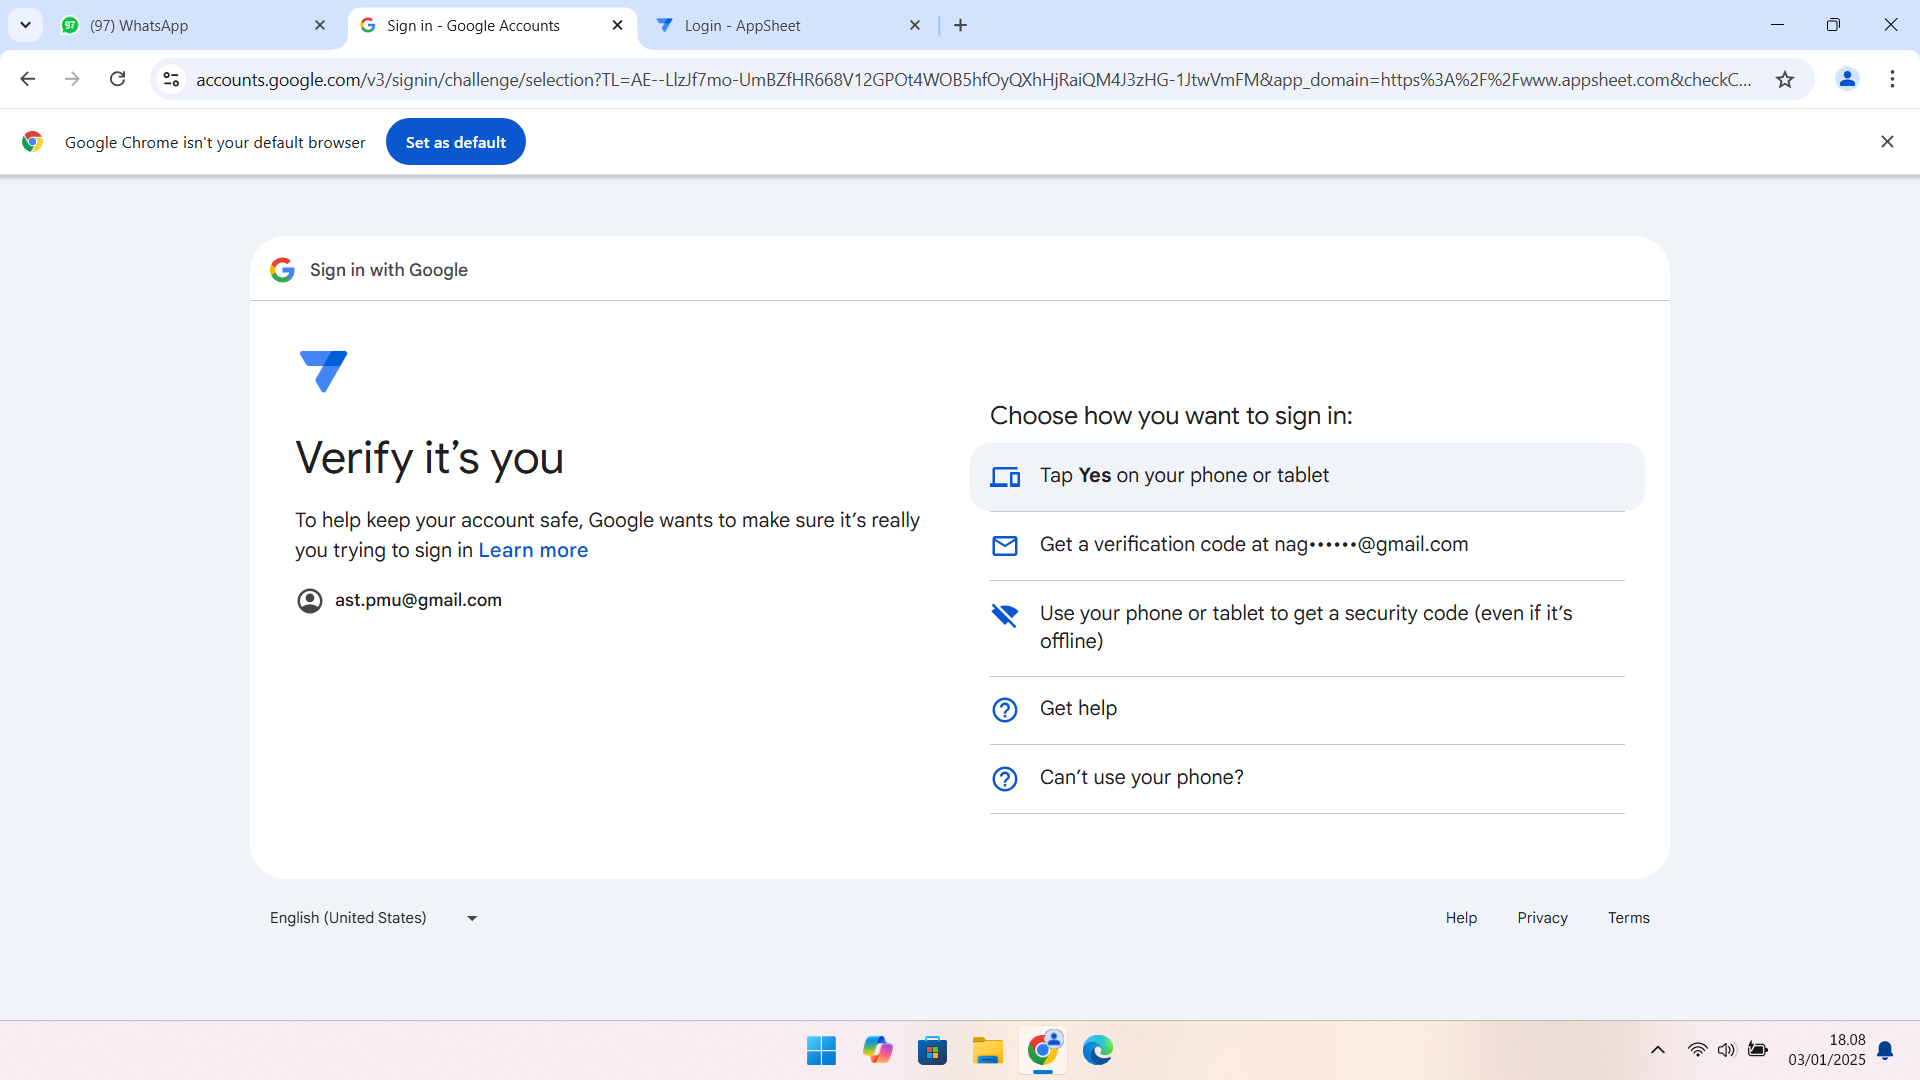 97
(97) WhatsApp
Sign in - Google Accounts
Login - AppSheet
accounts.google.com/v3/signin/challenge/selection?TL=AE--LlzJf7mo-UmBZfHR668V12GPOt4WOB5hfOyQXhHjRaiQM4J3zHG-1JtwVmFM&app_domain=https%3A%2F%2Fwww.appsheet.com&checkC...
Google Chrome isn't your default browser
Set as default
Sign in with Google
Verify it’s you
To help keep your account safe, Google wants to make sure it’s really
you trying to sign in Learn more
ast.pmu@gmail.com
Choose how you want to sign in:
Tap Yes on your phone or tablet
Get a verification code at nag••••••@gmail.com
Use your phone or tablet to get a security code (even if it’s
offline)
Get help
Can’t use your phone?
English (United States)
Help
Privacy
Terms
18.08
03/01/2025